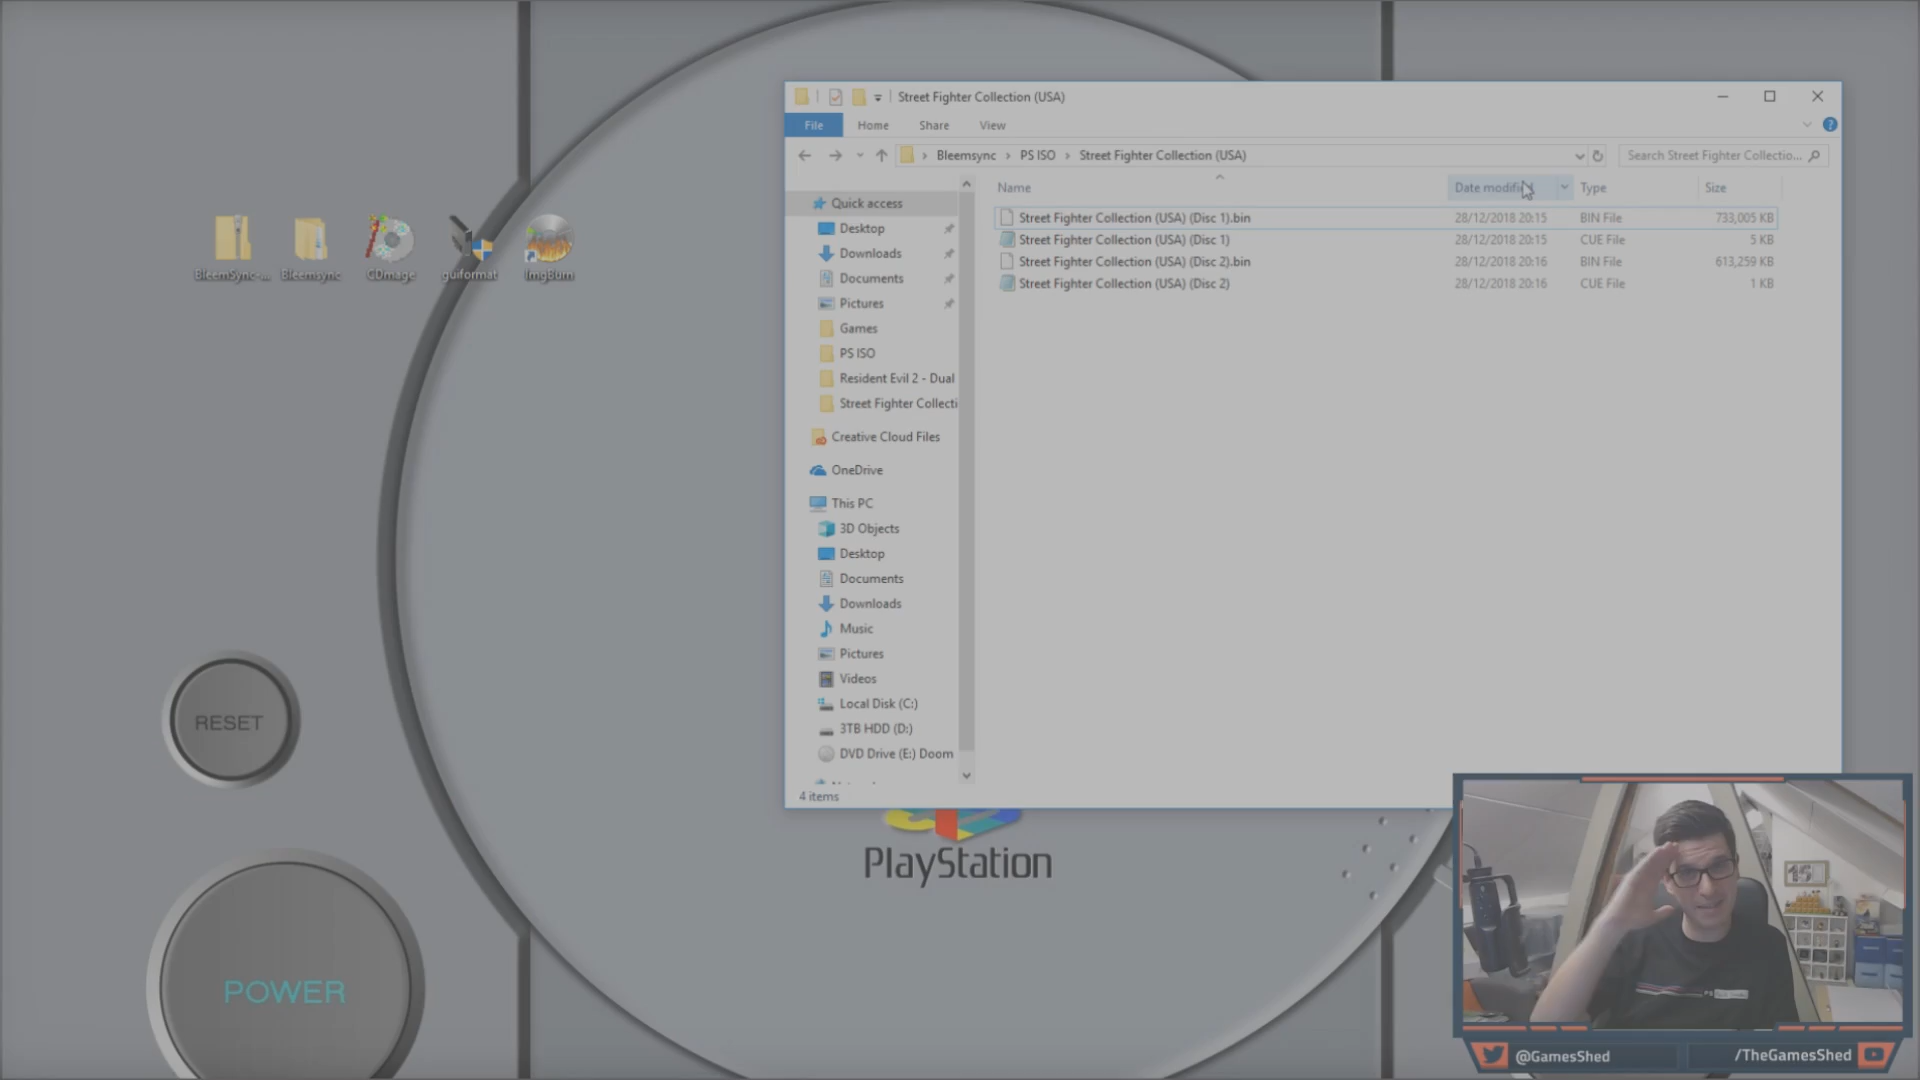 Street Fighter Collection (USA)
File Home Share View
Bleemsync PS ISO Street Fighter Collection (USA)
Search Street Fighter Collectio...
Name Date modified Type Size
Street Fighter Collection (USA) (Disc 1).bin 28/12/2018 20:15 BIN File 733,005 KB
Street Fighter Collection (USA) (Disc 1) 28/12/2018 20:15 CUE File 5 KB
Street Fighter Collection (USA) (Disc 2).bin 28/12/2018 20:16 BIN File 613,259 KB
Street Fighter Collection (USA) (Disc 2) 28/12/2018 20:16 CUE File 1 KB
Quick access
Desktop
Downloads
Documents
Pictures
Games
PS ISO
Resident Evil 2 - Dual
Street Fighter Collecti
Creative Cloud Files
OneDrive
This PC
3D Objects
Desktop
Documents
Downloads
Music
Pictures
Videos
Local Disk (C:)
3TB HDD (D:)
DVD Drive (E:) Doom
4 items
BleemSync-... Bleemsync CDmage guiformat ImgBurn
RESET
POWER
PlayStation
15
@GamesShed
/TheGamesShed